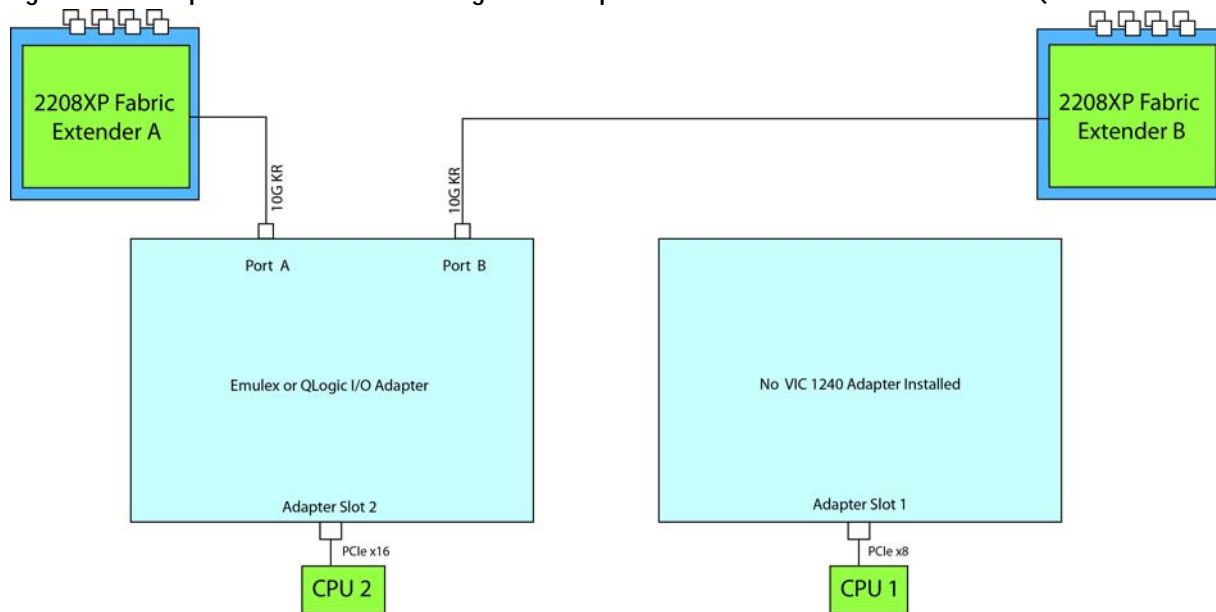 2208XP Fabric
Extender A
2208XP Fabric
Extender B
10G KR
10G KR
Port A
Port B
Emulex or QLogic I/O Adapter
No VIC 1240 Adapter Installed
Adapter Slot 2
Adapter Slot 1
PCIe x16
PCIe x8
CPU 2
CPU 1